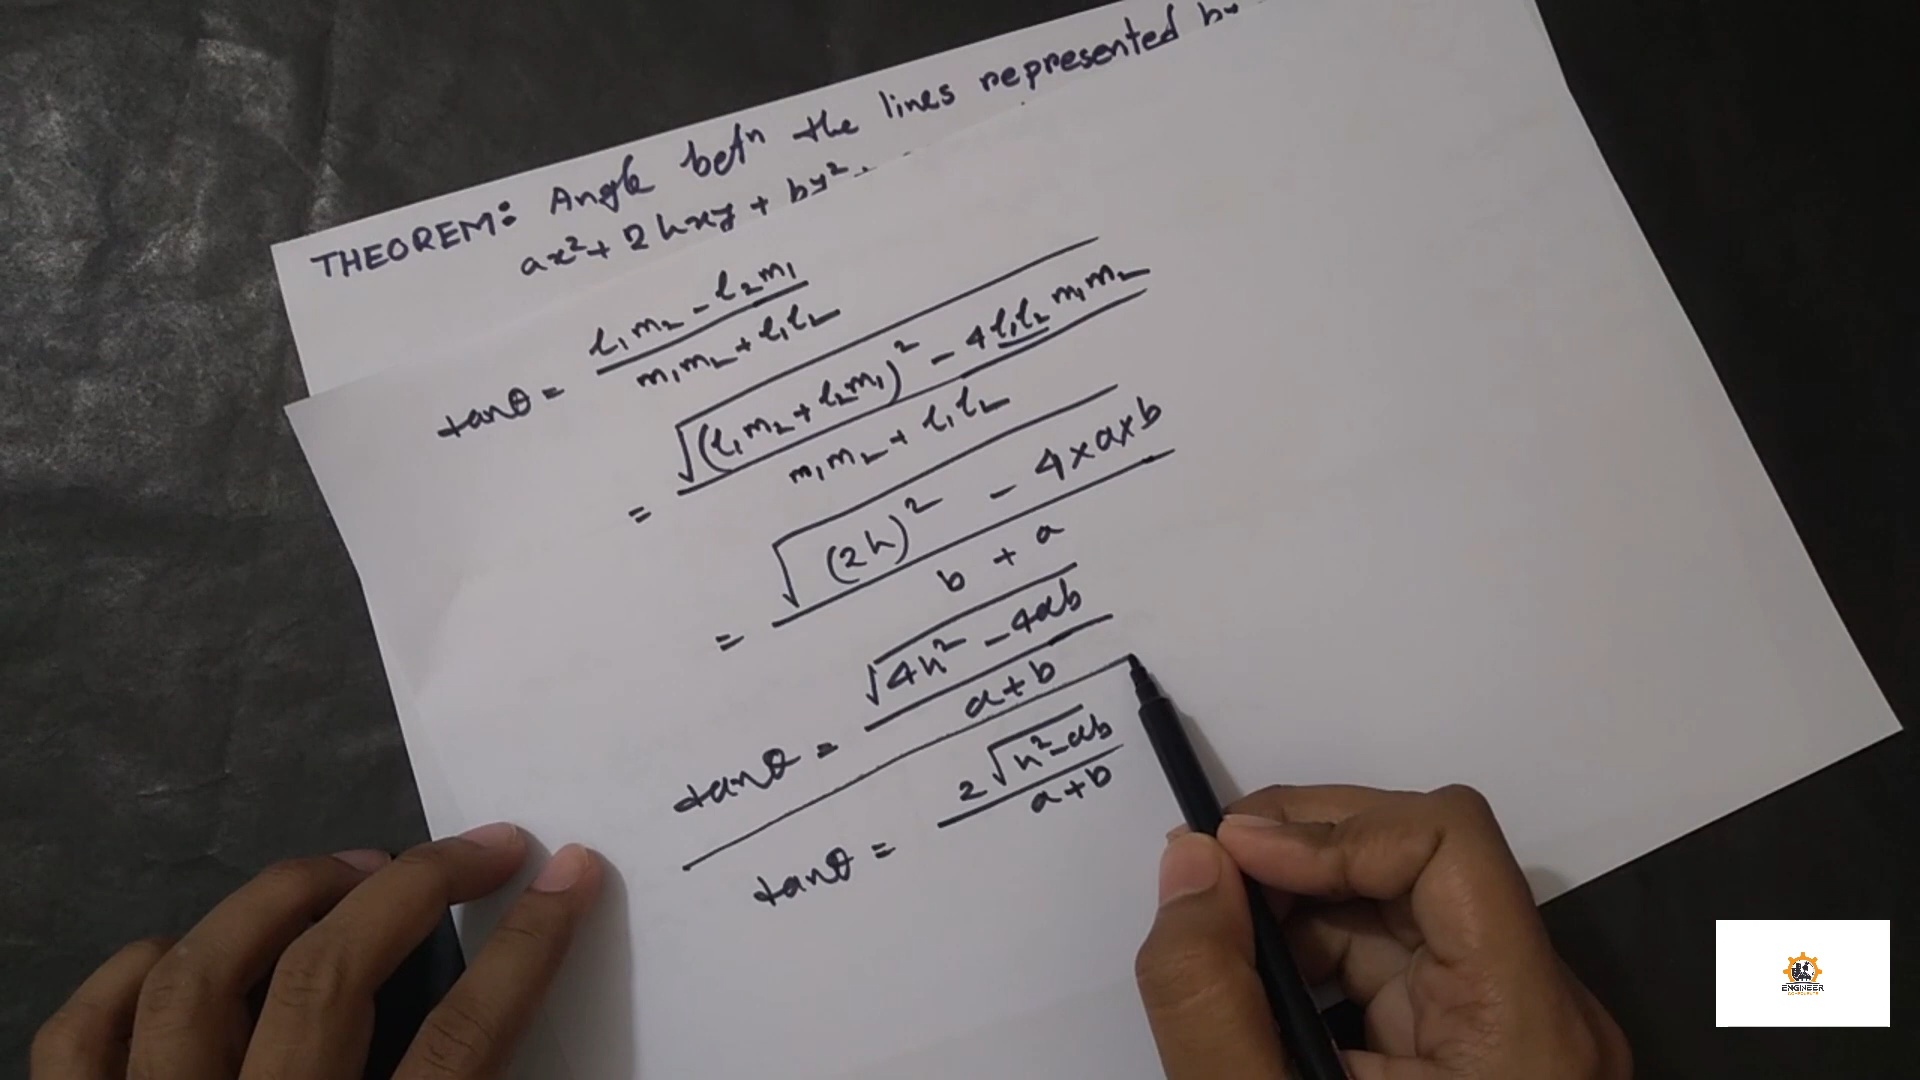 THEOREM: Angle betn the lines represented by
ax² + 2hxy + by².
tanθ = (l₁m₂ - l₂m₁) / (m₁m₂ + l₁l₂)
= √((l₁m₂ + l₂m₁)² - 4l₁l₂m₁m₂) / (m₁m₂ + l₁l₂)
= √((2h)² - 4×a×b) / (b + a)
tanθ = √(4h² - 4ab) / (a+b)
tanθ = 2√(h²-ab) / (a+b)
ENGINEER